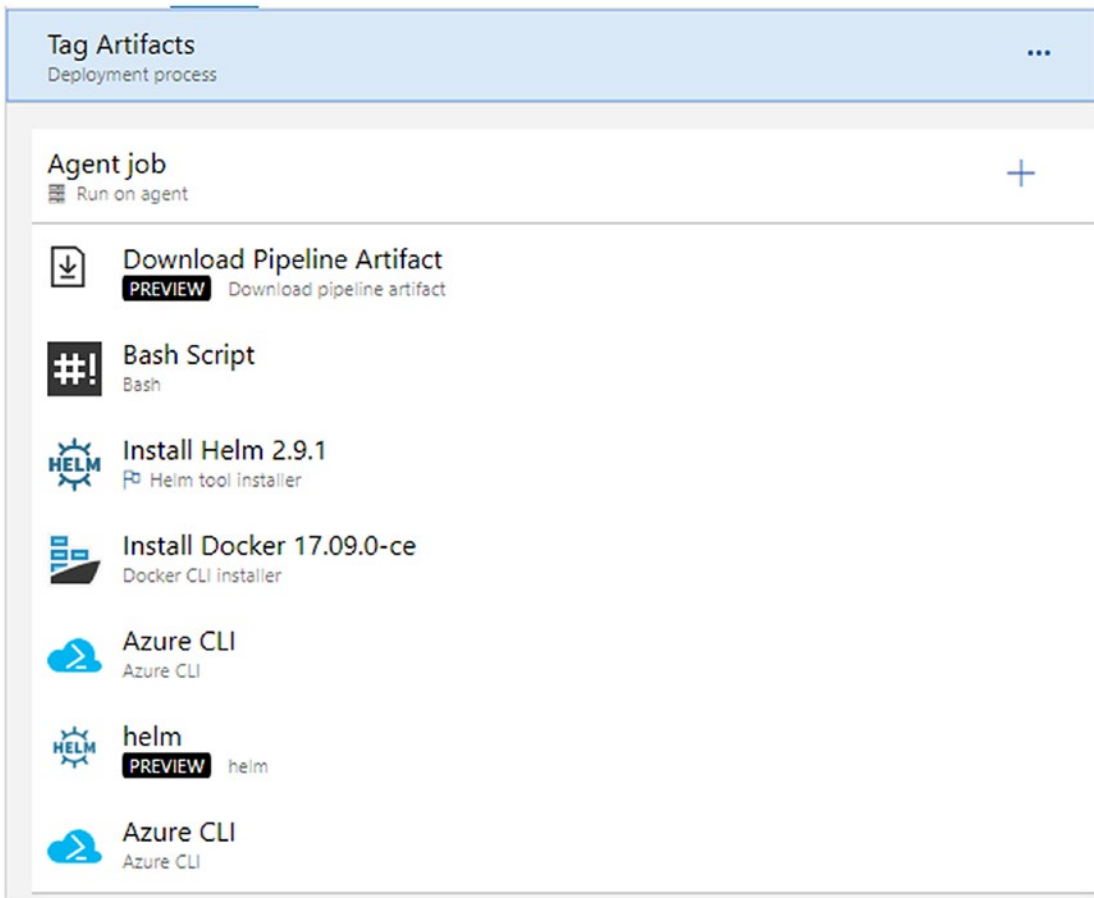 Tag Artifacts
...
Deployment process
Agent job
Run on agent
Download Pipeline Artifact
PREVIEW Download pipeline artifact
#!
Bash Script
Bash
HELM
Install Helm 2.9.1
Helm tool installer
Install Docker 17.09.0-ce
Docker CLI installer
Azure CLI
Azure CLI
HELM
helm
PREVIEW helm
Azure CLI
Azure CLI